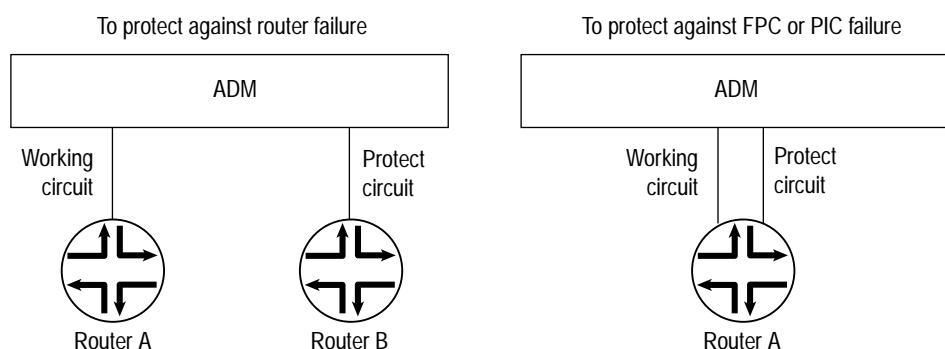 To protect against router failure
ADM
Working
circuit
Protect
circuit
Router A
Router B
To protect against FPC or PIC failure
ADM
Working
circuit
Protect
circuit
Router A